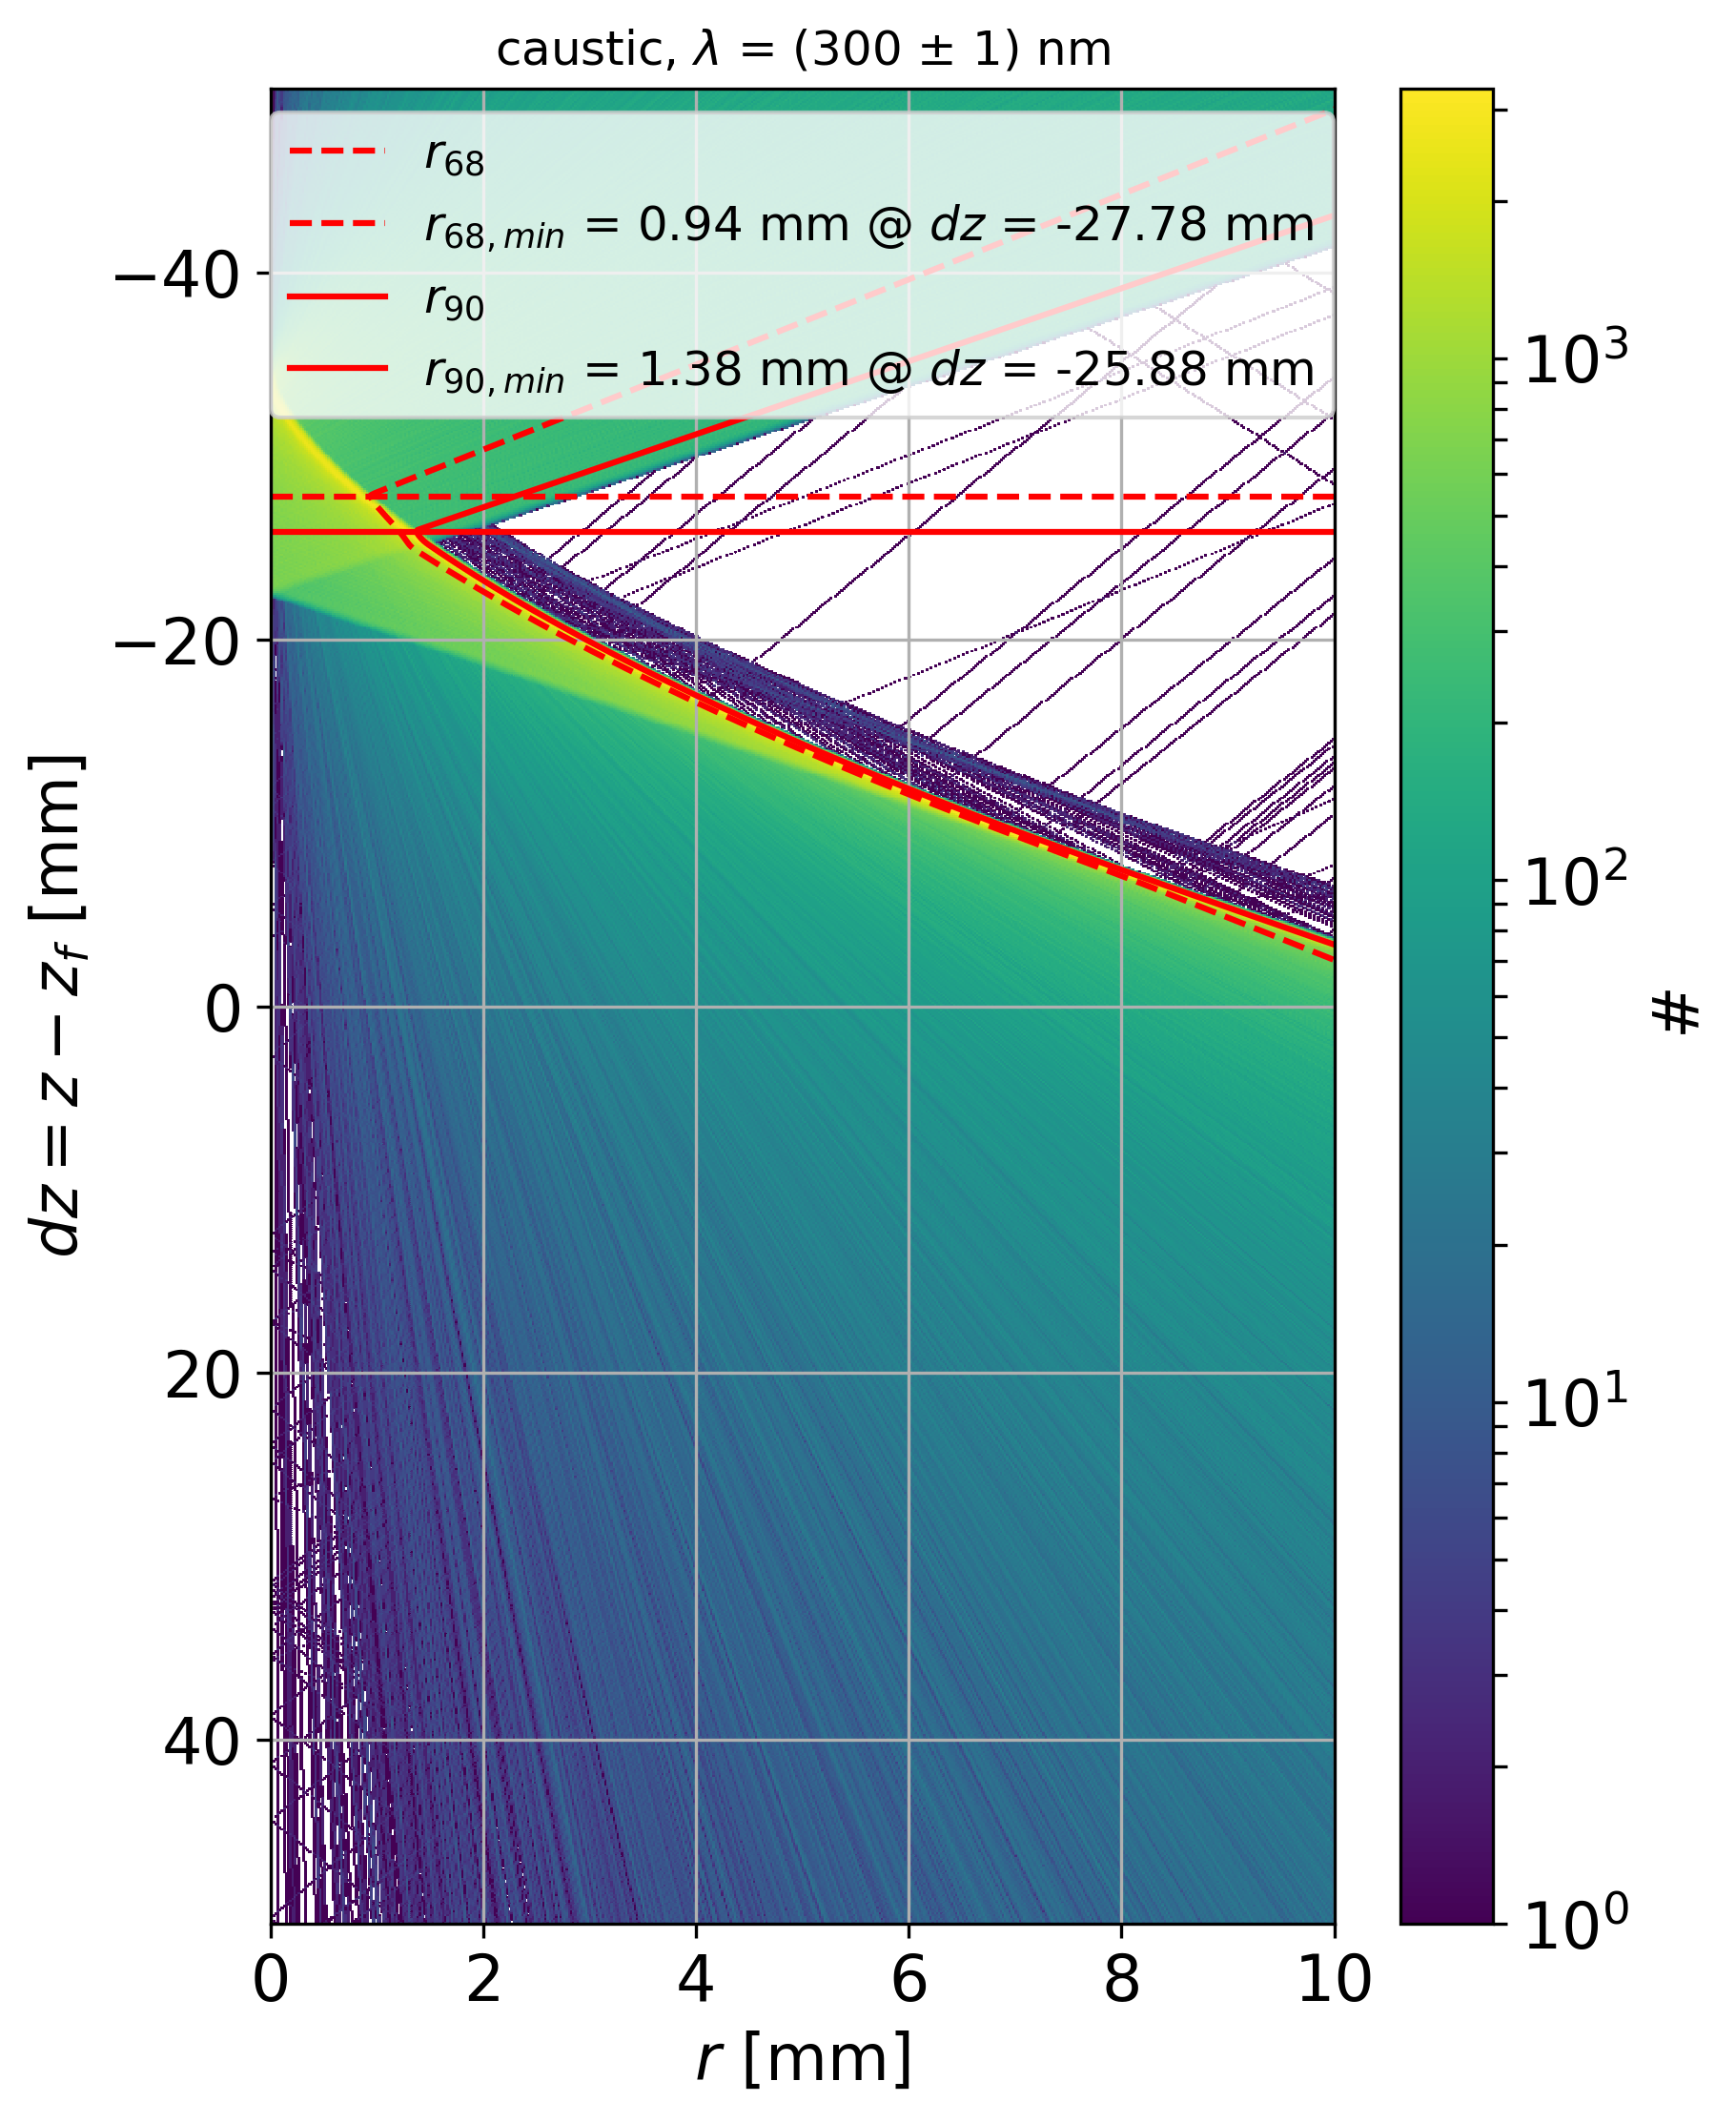 caustic, λ = (300 ± 1) nm
r68
r68,min = 0.94 mm @ dz = -27.78 mm
r90
r90,min = 1.38 mm @ dz = -25.88 mm
−40
−20
0
20
40
dz = z − zf [mm]
0 2 4 6 8 10
r [mm]
10³
10²
10¹
10⁰
#